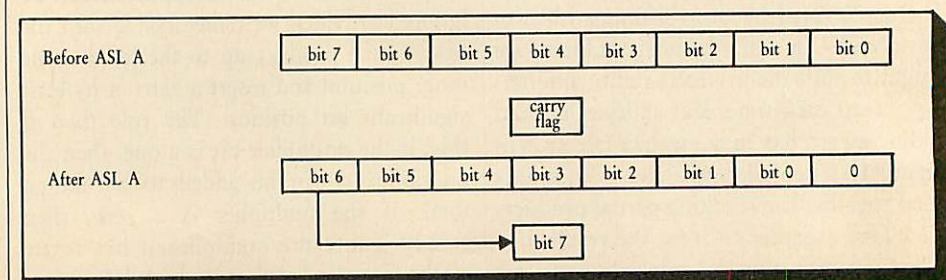 Before ASL A bit 7 bit 6 bit 5 bit 4 bit 3 bit 2 bit 1 bit 0
carry
flag
After ASL A bit 6 bit 5 bit 4 bit 3 bit 2 bit 1 bit 0 0
bit 7